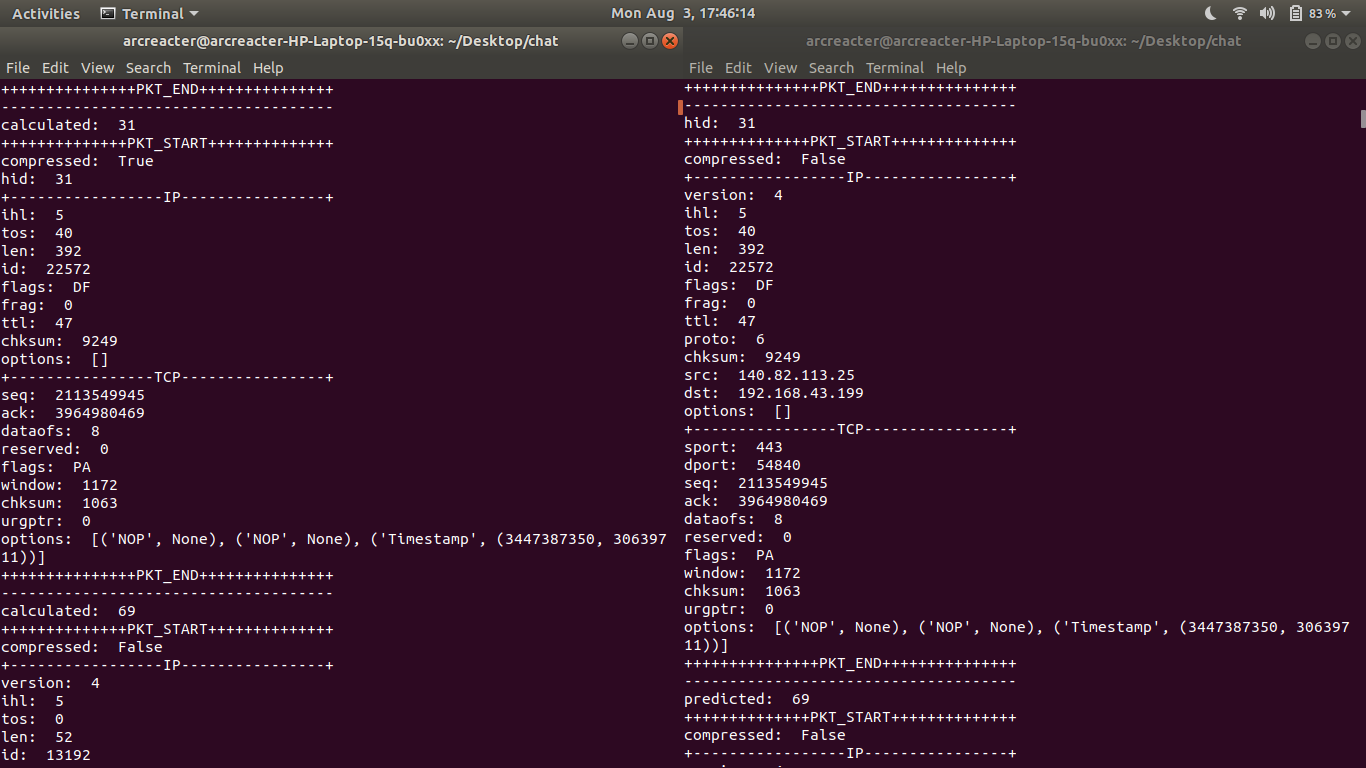 Activities Terminal Mon Aug 3, 17:46:14 83 %
arcreacter@arcreacter-HP-Laptop-15q-bu0xx: ~/Desktop/chat
File Edit View Search Terminal Help
+++++++++++++++PKT_END+++++++++++++++
-------------------------------------
calculated:  31
++++++++++++++PKT_START++++++++++++++
compressed:  True
hid:  31
+-----------------IP----------------+
ihl:  5
tos:  40
len:  392
id:  22572
flags:  DF
frag:  0
ttl:  47
chksum:  9249
options:  []
+----------------TCP----------------+
seq:  2113549945
ack:  3964980469
dataofs:  8
reserved:  0
flags:  PA
window:  1172
chksum:  1063
urgptr:  0
options:  [('NOP', None), ('NOP', None), ('Timestamp', (3447387350, 306397
11))]
+++++++++++++++PKT_END+++++++++++++++
-------------------------------------
calculated:  69
++++++++++++++PKT_START++++++++++++++
compressed:  False
+-----------------IP----------------+
version:  4
ihl:  5
tos:  0
len:  52
id:  13192
arcreacter@arcreacter-HP-Laptop-15q-bu0xx: ~/Desktop/chat
File Edit View Search Terminal Help
+++++++++++++++PKT_END+++++++++++++++
-------------------------------------
hid:  31
++++++++++++++PKT_START++++++++++++++
compressed:  False
+-----------------IP----------------+
version:  4
ihl:  5
tos:  40
len:  392
id:  22572
flags:  DF
frag:  0
ttl:  47
proto:  6
chksum:  9249
src:  140.82.113.25
dst:  192.168.43.199
options:  []
+----------------TCP----------------+
sport:  443
dport:  54840
seq:  2113549945
ack:  3964980469
dataofs:  8
reserved:  0
flags:  PA
window:  1172
chksum:  1063
urgptr:  0
options:  [('NOP', None), ('NOP', None), ('Timestamp', (3447387350, 306397
11))]
+++++++++++++++PKT_END+++++++++++++++
-------------------------------------
predicted:  69
++++++++++++++PKT_START++++++++++++++
compressed:  False
+-----------------IP----------------+